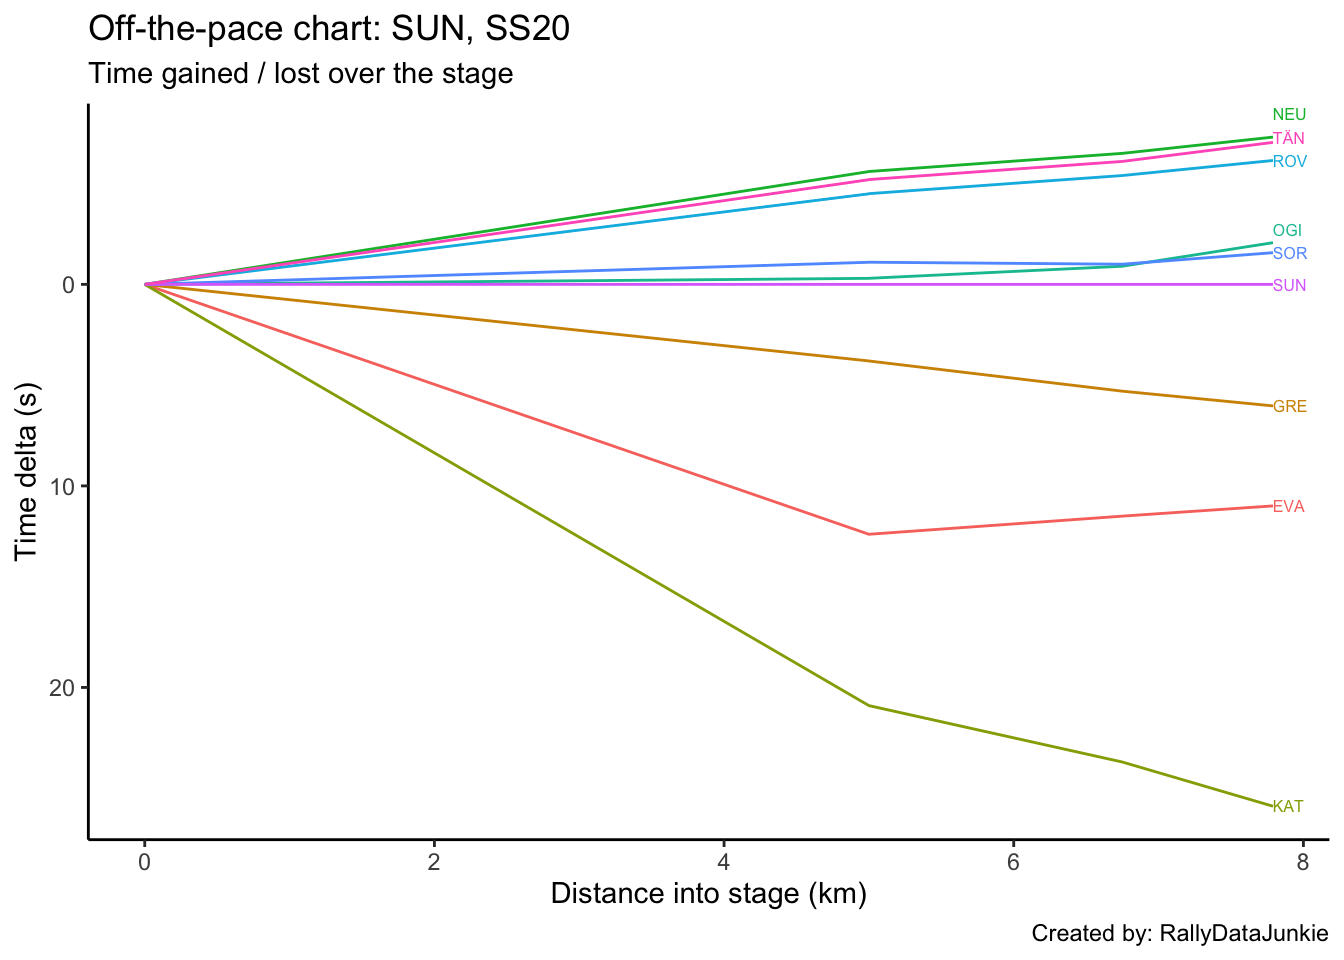 Off-the-pace chart: SUN, SS20
Time gained / lost over the stage
NEU
TÄN
ROV
OGI
SOR
SUN
GRE
EVA
KAT
0
10
20
Time delta (s)
0 2 4 6 8
Distance into stage (km)
Created by: RallyDataJunkie